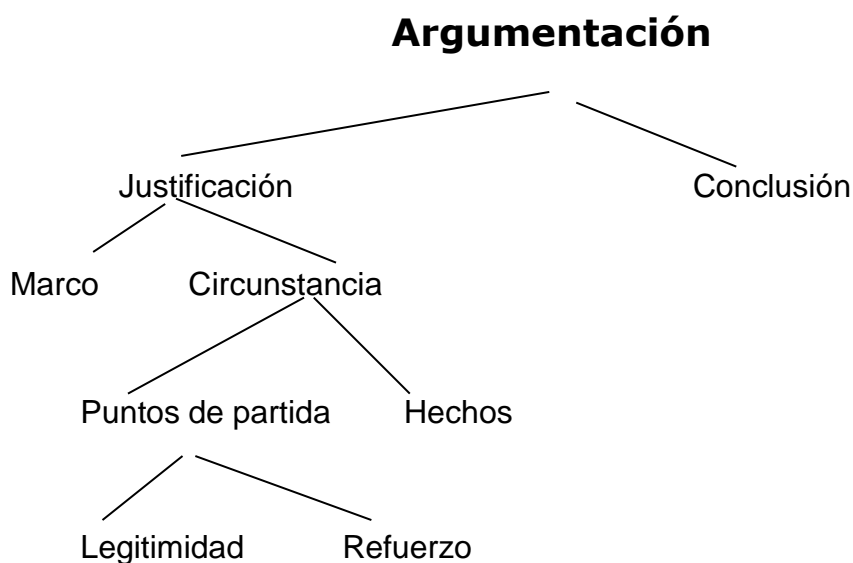 Argumentación
Justificación Conclusión
Marco Circunstancia
Puntos de partida Hechos
Legitimidad Refuerzo